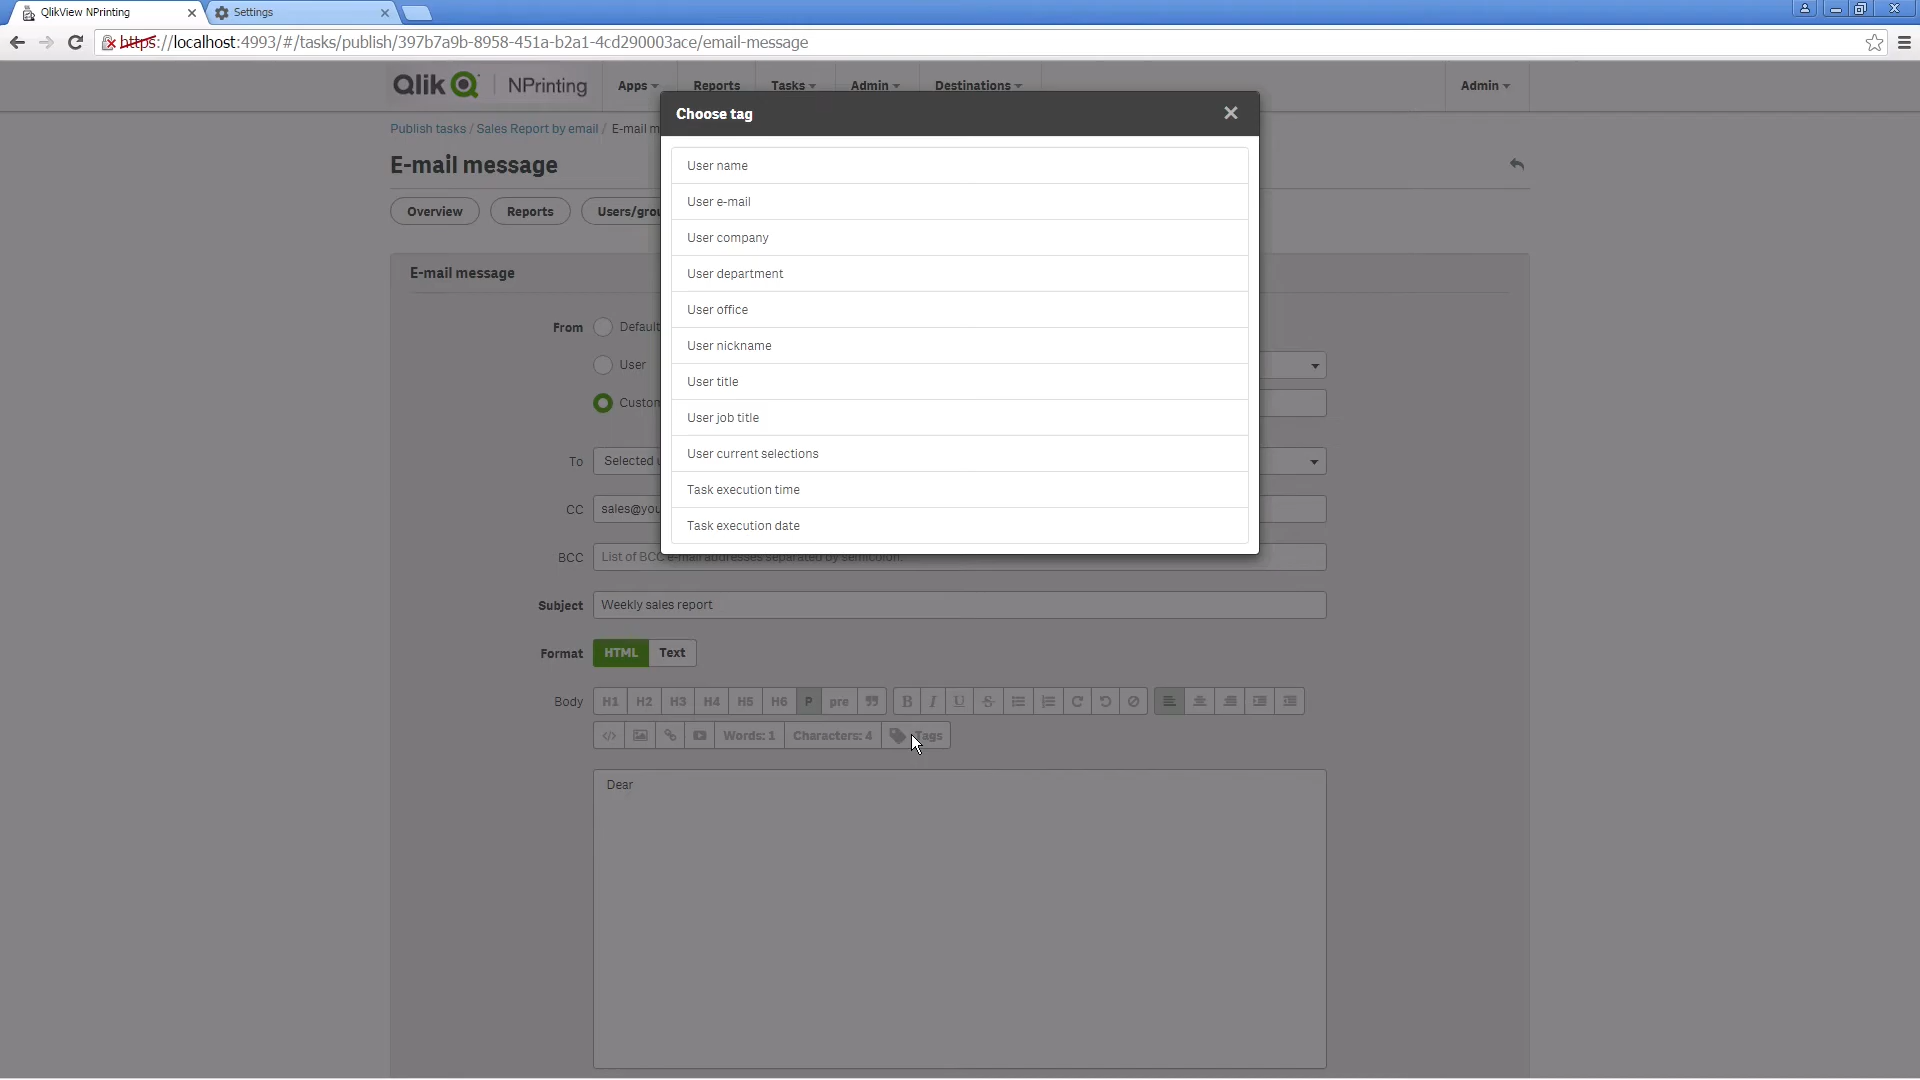 QlikView NPrinting
Settings
https://localhost:4993/#/tasks/publish/397b7a9b-8958-451a-b2a1-4cd290003ace/email-message
Qlik NPrinting Apps Reports Tasks Admin Destinations Admin
Choose tag
Publish tasks / Sales Report by email / E-mail m
E-mail message
User name
User e-mail
Overview Reports Users/grou
User company
User department
E-mail message
User office
From Default
User nickname
User
User title
Custom
User job title
User current selections
To Selected u
Task execution time
CC sales@you
Task execution date
BCC List of BCC e-mail addresses separated by semicolon.
Subject Weekly sales report
Format HTML Text
Body H1 H2 H3 H4 H5 H6 P pre B I U S
Words: 1 Characters: 4 Tags
Dear